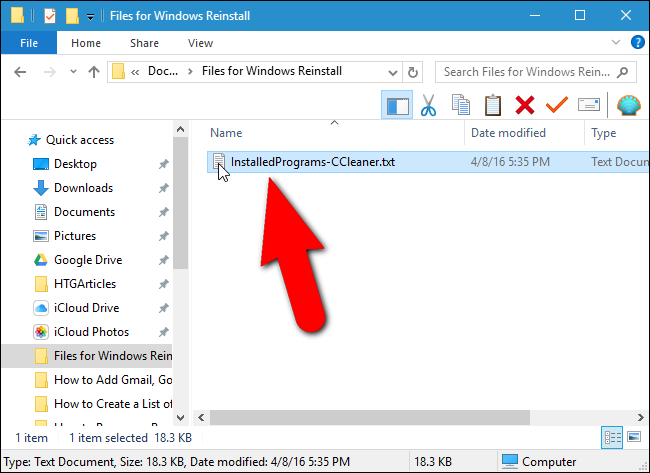 Files for Windows Reinstall
File Home Share View
Doc... Files for Windows Reinstall
Search Files for Windows Rein...
Name Date modified Type
Quick access
Desktop
Downloads
Documents
Pictures
Google Drive
HTGArticles
iCloud Drive
iCloud Photos
Files for Windows Rein
How to Add Gmail, Go
How to Create a List of
InstalledPrograms-CCleaner.txt 4/8/16 5:35 PM Text Docum
1 item 1 item selected 18.3 KB
Type: Text Document, Size: 18.3 KB, Date modified: 4/8/16 5:35 PM 18.3 KB Computer